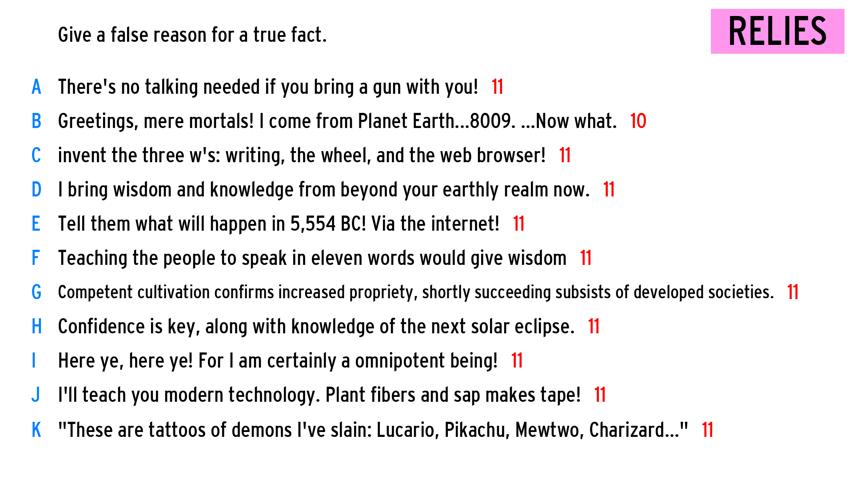 Give a false reason for a true fact.
RELIES
A There's no talking needed if you bring a gun with you! 11
B Greetings, mere mortals! I come from Planet Earth...8009. ...Now what. 10
C invent the three w's: writing, the wheel, and the web browser! 11
D I bring wisdom and knowledge from beyond your earthly realm now. 11
E Tell them what will happen in 5,554 BC! Via the internet! 11
F Teaching the people to speak in eleven words would give wisdom 11
G Competent cultivation confirms increased propriety, shortly succeeding subsists of developed societies. 11
H Confidence is key, along with knowledge of the next solar eclipse. 11
I Here ye, here ye! For I am certainly a omnipotent being! 11
J I'll teach you modern technology. Plant fibers and sap makes tape! 11
K "These are tattoos of demons I've slain: Lucario, Pikachu, Mewtwo, Charizard..." 11